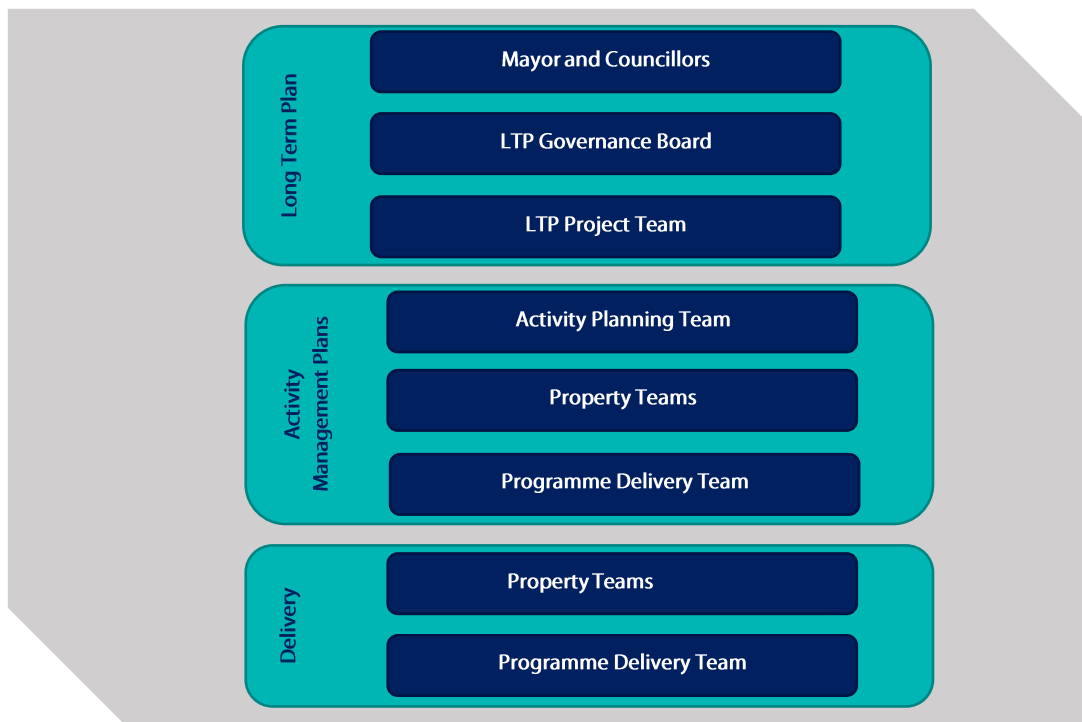 Long Term Plan
Mayor and Councillors
LTP Governance Board
LTP Project Team
Activity
Management Plans
Activity Planning Team
Property Teams
Programme Delivery Team
Delivery
Property Teams
Programme Delivery Team